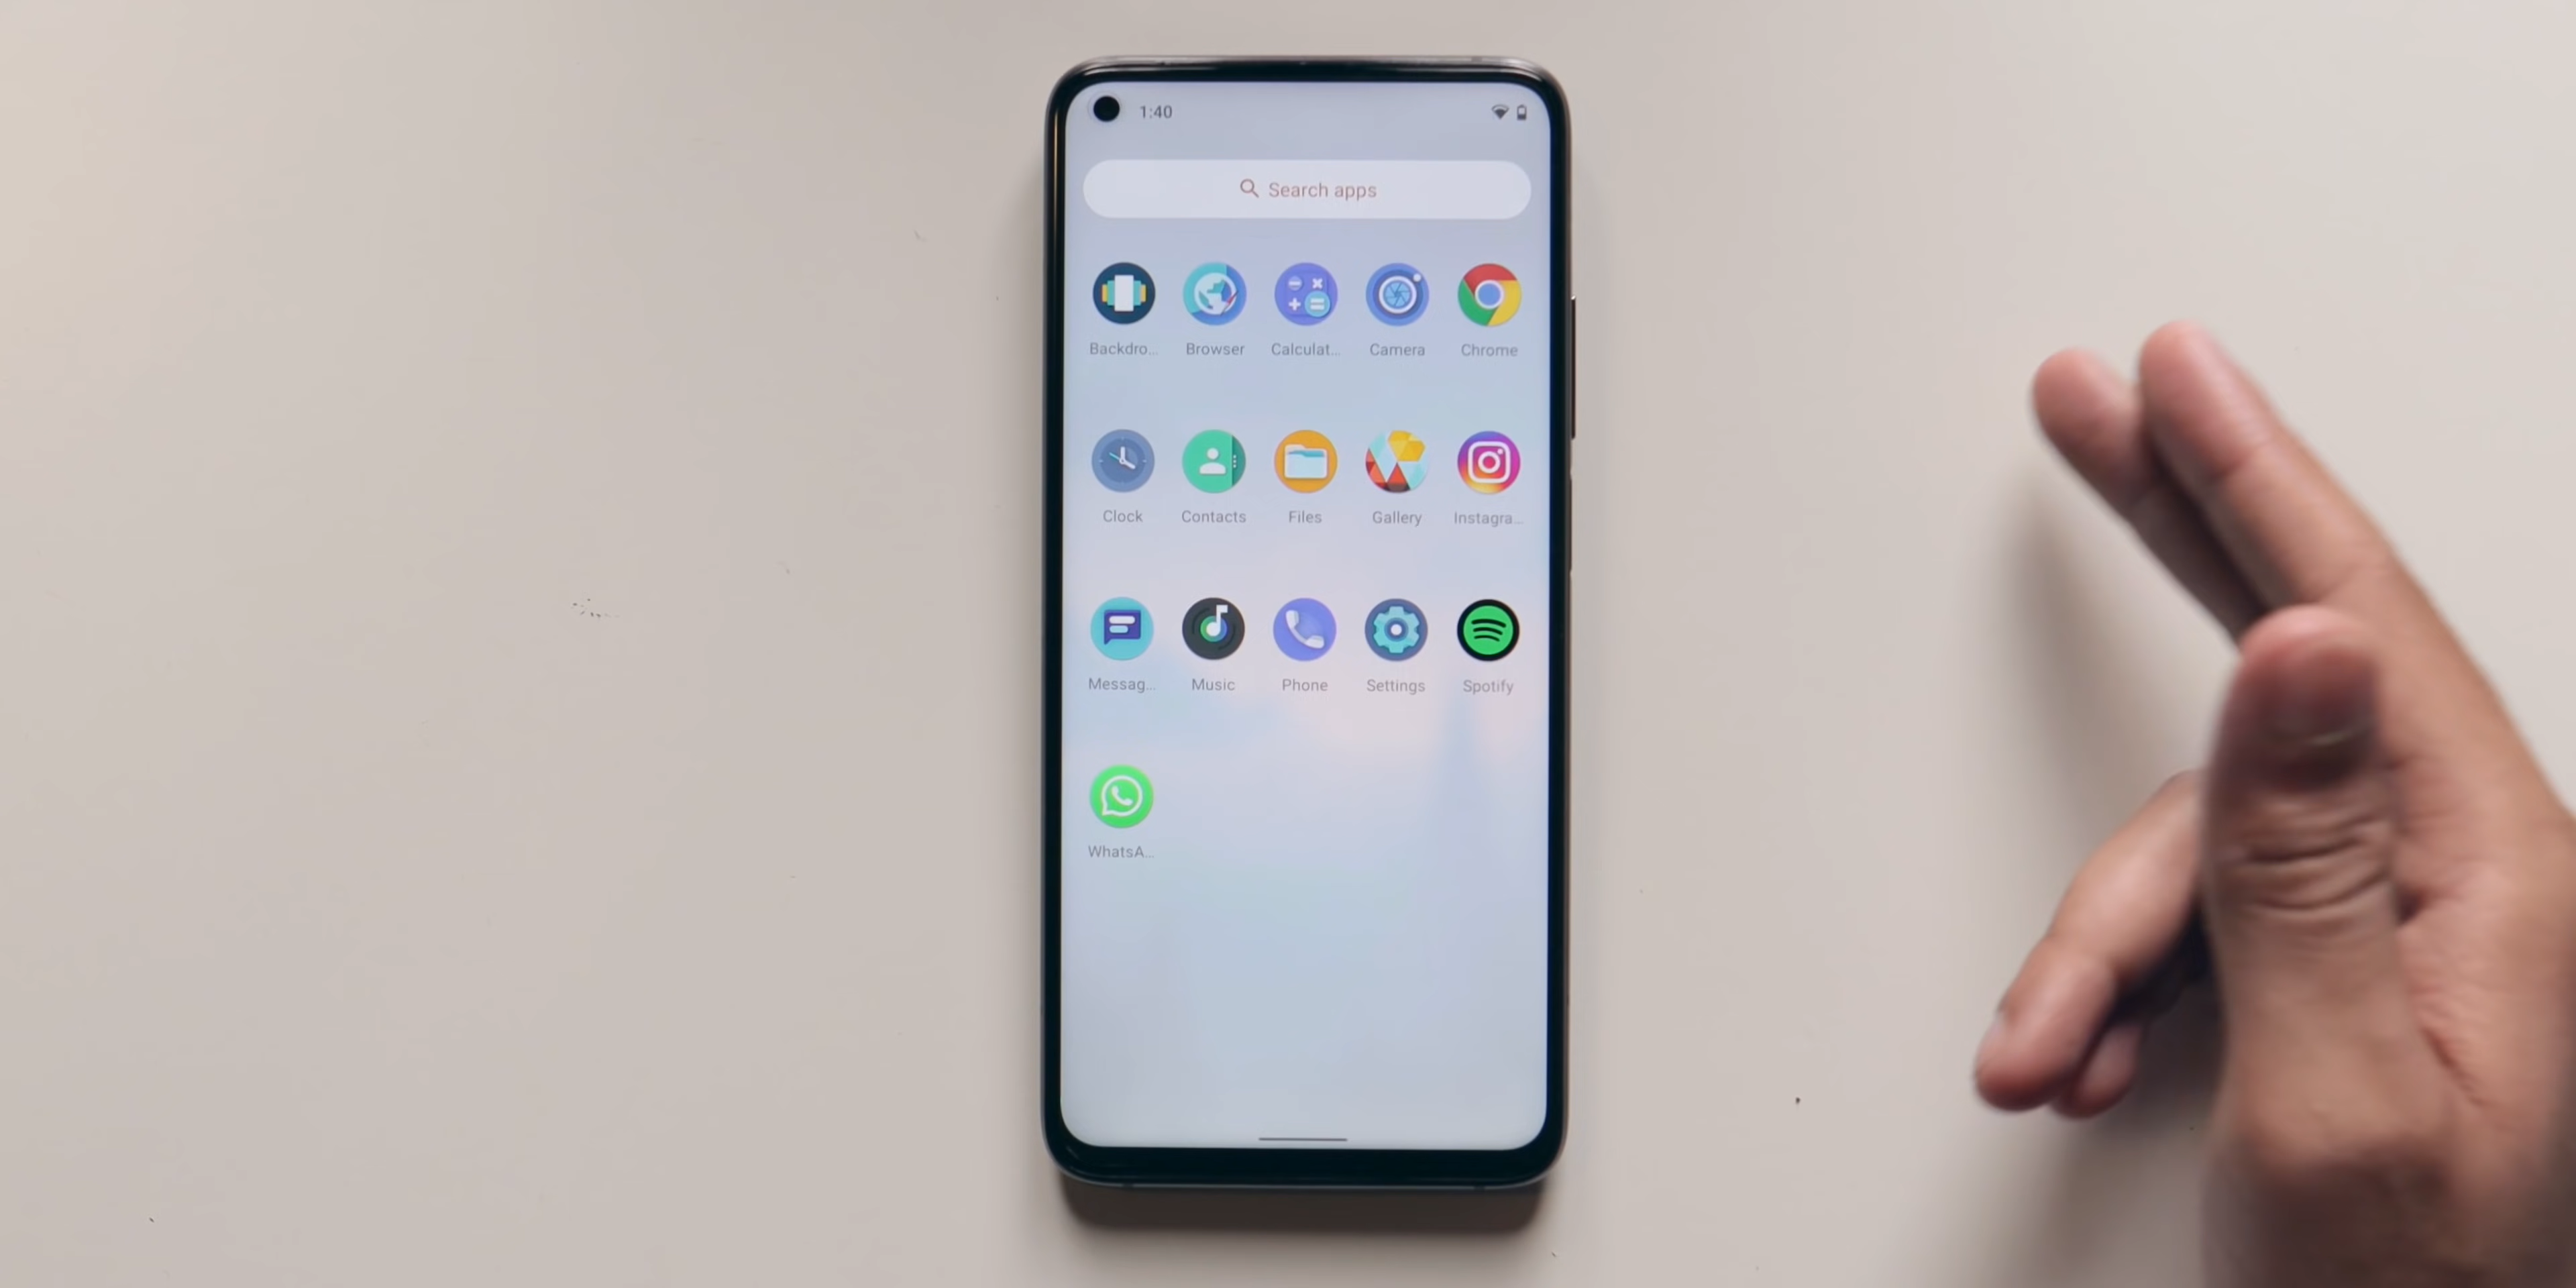 1:40
Search apps
Backdro... Browser Calculat... Camera Chrome
Clock Contacts Files Gallery Instagra...
Messag... Music Phone Settings Spotify
WhatsA...